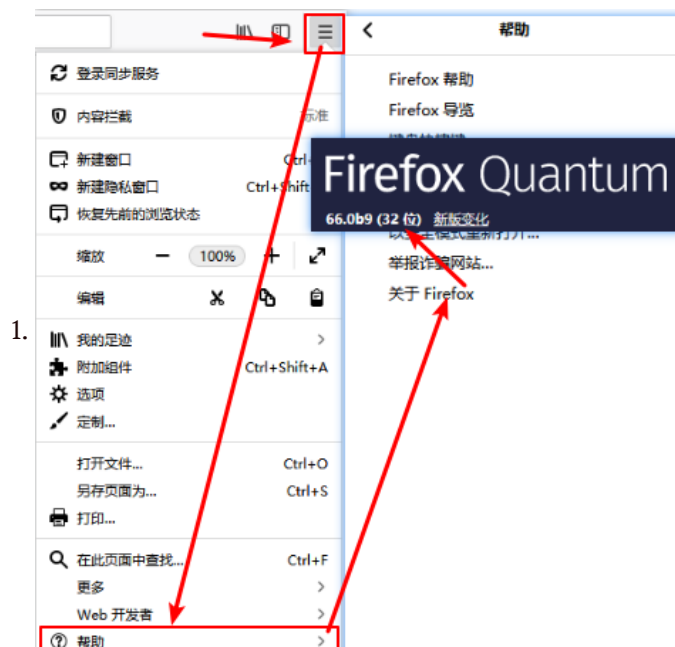 帮助
登录同步服务
Firefox 帮助
Firefox 导览
内容拦截
标准
新建窗口
新建隐私窗口
Ctrl+Shift
恢复先前的浏览状态
Firefox Quantum
66.0b9 (32 位) 新版变化
缩放 100%
举报诈骗网站...
编辑
关于 Firefox
1.
我的足迹
附加组件 Ctrl+Shift+A
选项
定制...
打开文件... Ctrl+O
另存页面为... Ctrl+S
打印...
在此页面中查找... Ctrl+F
更多
Web 开发者
帮助